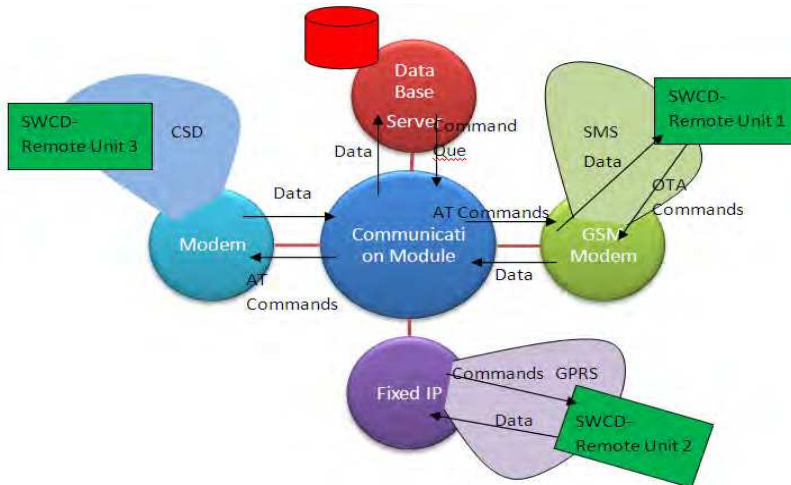 Data
Base
Server
Command
Que
Data
SWCD-
Remote Unit 3
CSD
SWCD-
Remote Unit 1
SMS
Data
OTA
Commands
Data
AT Commands
Modem
Communicati
on Module
GSM
Modem
AT
Commands
Data
Fixed IP
Commands GPRS
Data
SWCD-
Remote Unit 2